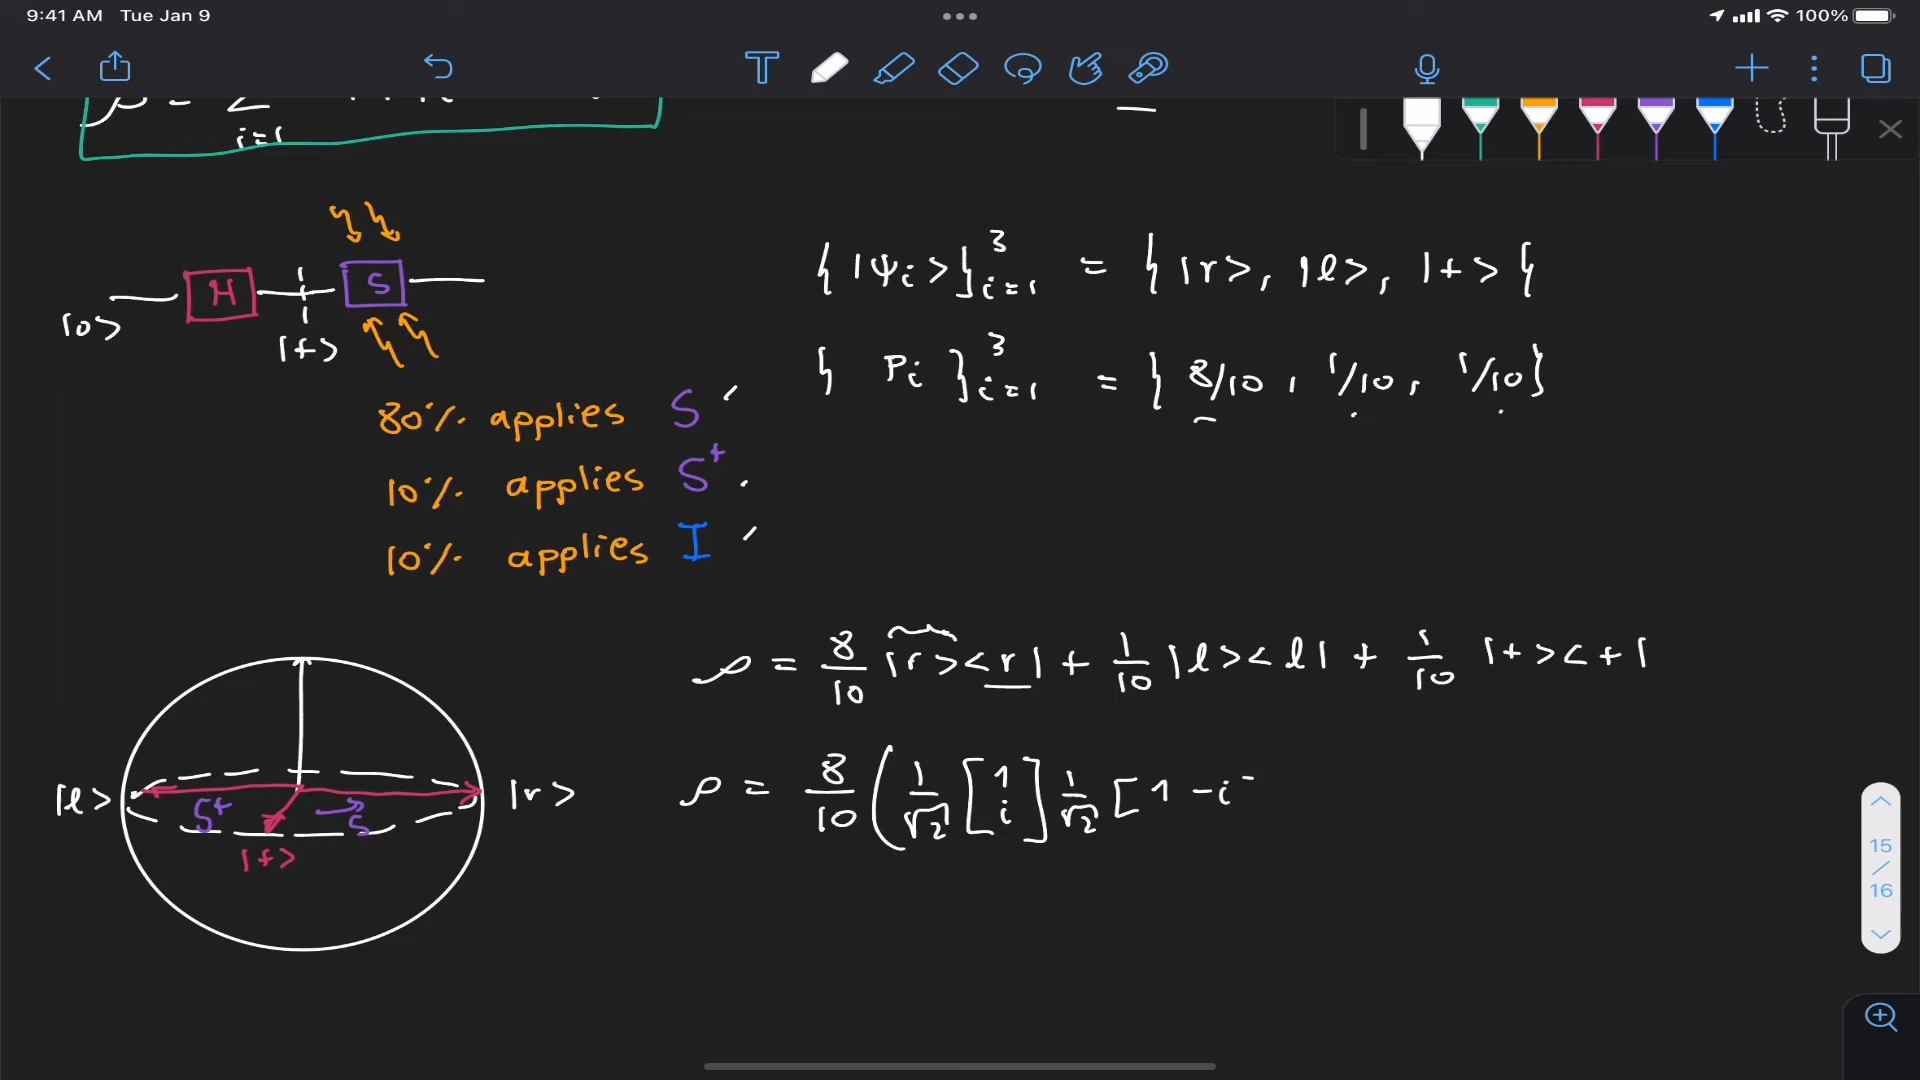 9:41 AM Tue Jan 9
100%
i=1
|0> H S
|+>
{ |ψi> }³i=1 = { |r>, |l>, |+> {
{ Pi }³i=1 = { 8/10, 1/10, 1/10 }
80% applies S
10% applies S†
10% applies I
ρ = 8/10 |r><r| + 1/10 |l><l| + 1/10 |+><+|
ρ = 8/10 ( 1/√2 [1 i] 1/√2 [1 -i
|l> S† S |r>
|+>
15
/
16